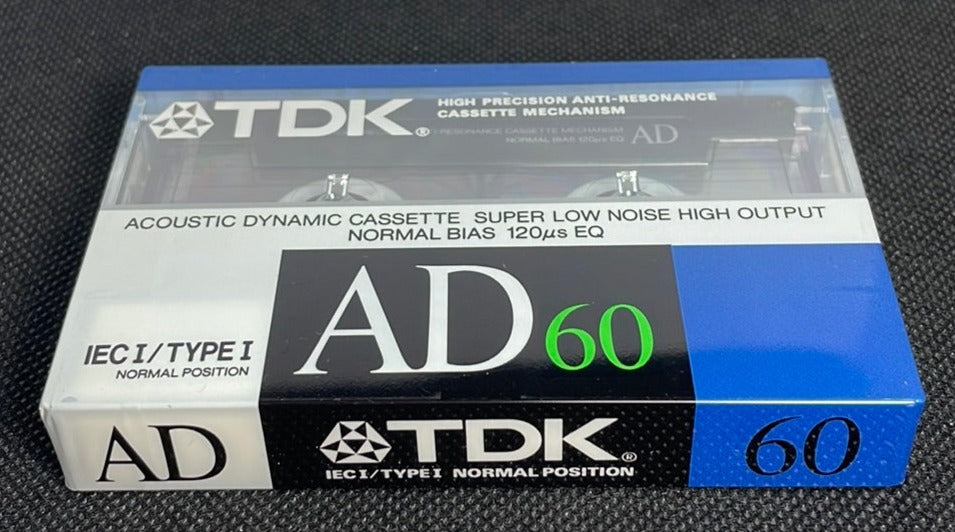 TDK® HIGH PRECISION ANTI-RESONANCE
CASSETTE MECHANISM
RESONANCE CASSETTE MECHANISM
NORMAL BIAS 120μs EQ AD
ACOUSTIC DYNAMIC CASSETTE SUPER LOW NOISE HIGH OUTPUT
NORMAL BIAS 120μs EQ
AD 60
IEC I/TYPE I
NORMAL POSITION
AD
TDK®
IEC I/TYPE I NORMAL POSITION
60